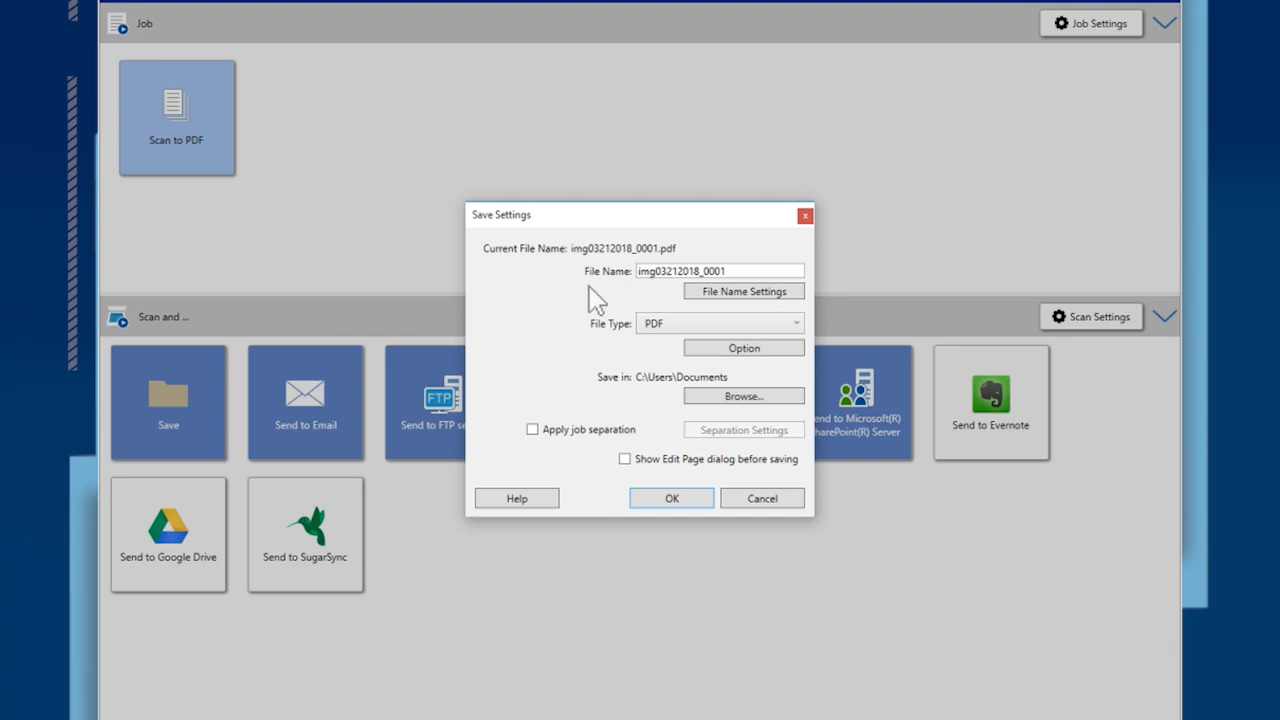 Job
Job Settings
Scan to PDF
Save Settings
x
Current File Name: img03212018_0001.pdf
File Name: img03212018_0001
File Name Settings
File Type: PDF
Option
Save in: C:\Users\Documents
Browse...
Apply job separation
Separation Settings
Show Edit Page dialog before saving
Help
OK
Cancel
Scan and ...
Scan Settings
Save
Send to Email
FTP
Send to FTP se
end to Microsoft(R)
harePoint(R) Server
Send to Evernote
Send to Google Drive
Send to SugarSync